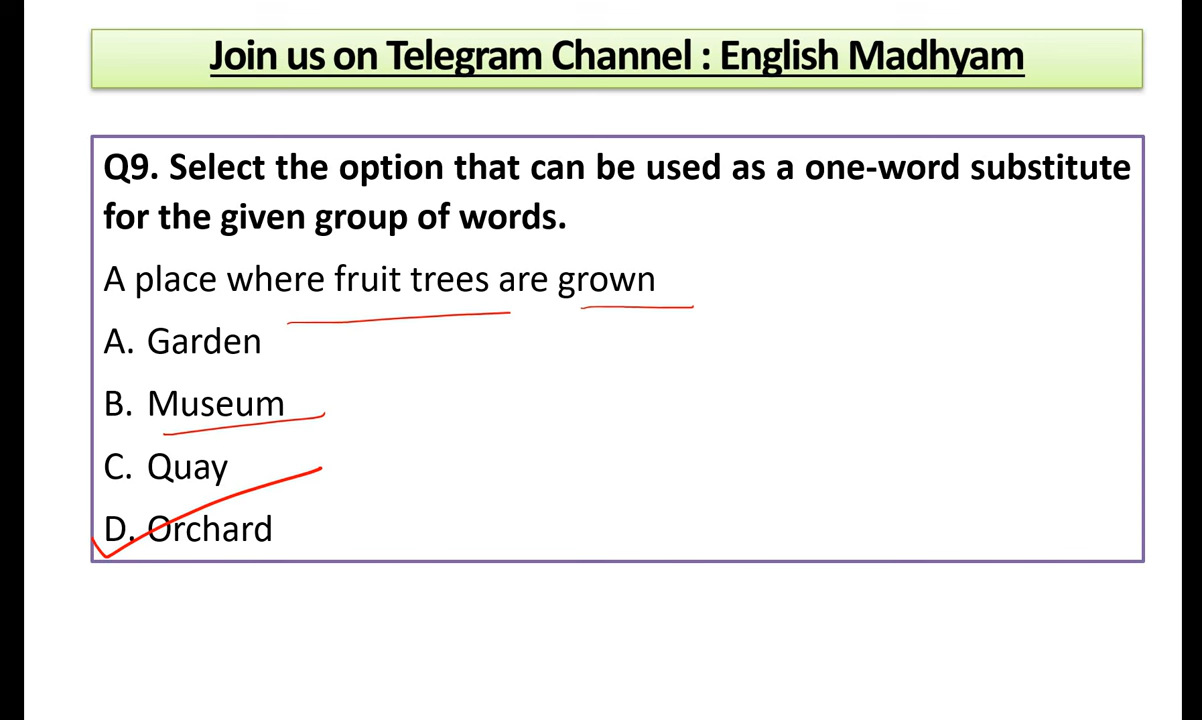 Join us on Telegram Channel : English Madhyam
Q9. Select the option that can be used as a one-word substitute
for the given group of words.
A place where fruit trees are grown
A. Garden
B. Museum
C. Quay
D. Orchard